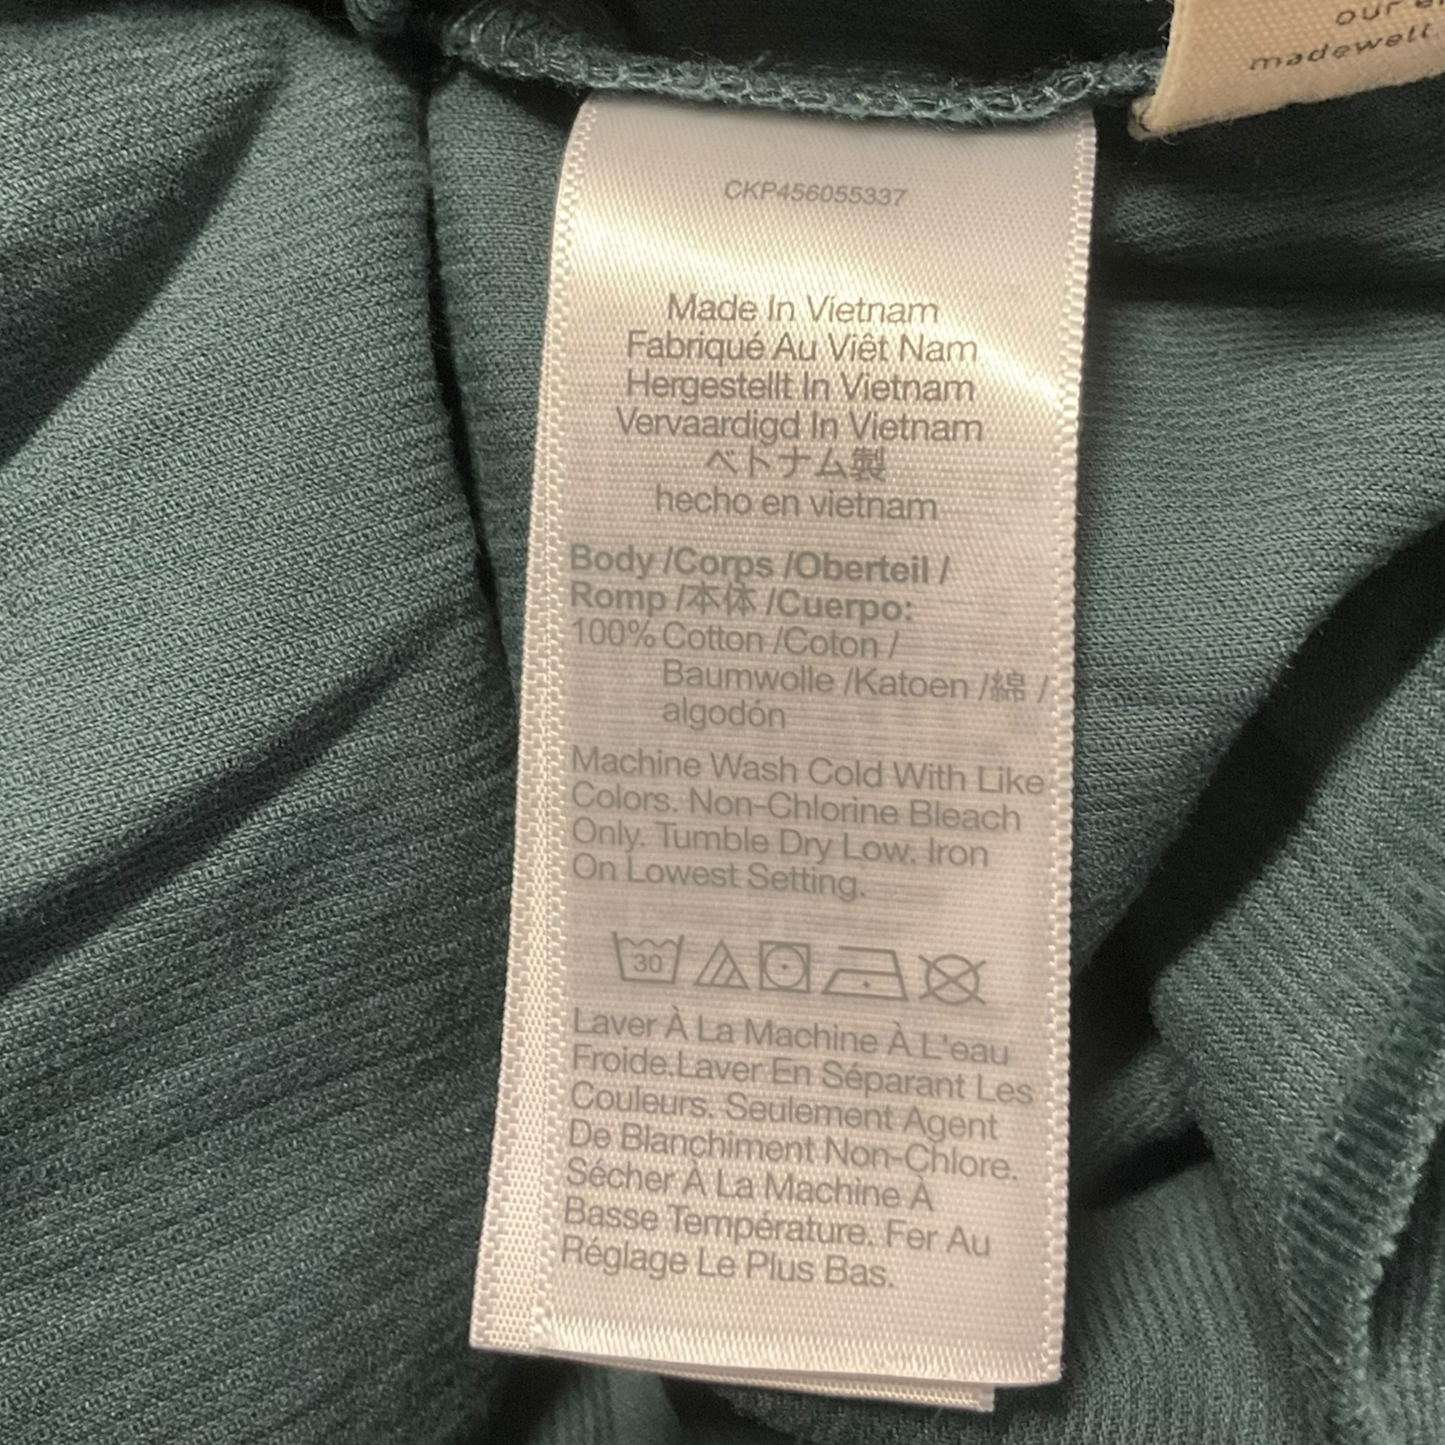 our
madewell
CKP456055337
Made In Vietnam
Fabriqué Au Viêt Nam
Hergestellt In Vietnam
Vervaardigd In Vietnam
ベトナム製
hecho en vietnam
Body /Corps /Oberteil /
Romp /本体 /Cuerpo:
100% Cotton /Coton /
Baumwolle /Katoen /綿 /
algodón
Machine Wash Cold With Like
Colors. Non-Chlorine Bleach
Only. Tumble Dry Low. Iron
On Lowest Setting.
30
Laver À La Machine À L'eau
Froide.Laver En Séparant Les
Couleurs. Seulement Agent
De Blanchiment Non-Chlore.
Sécher À La Machine À
Basse Température. Fer Au
Réglage Le Plus Bas.